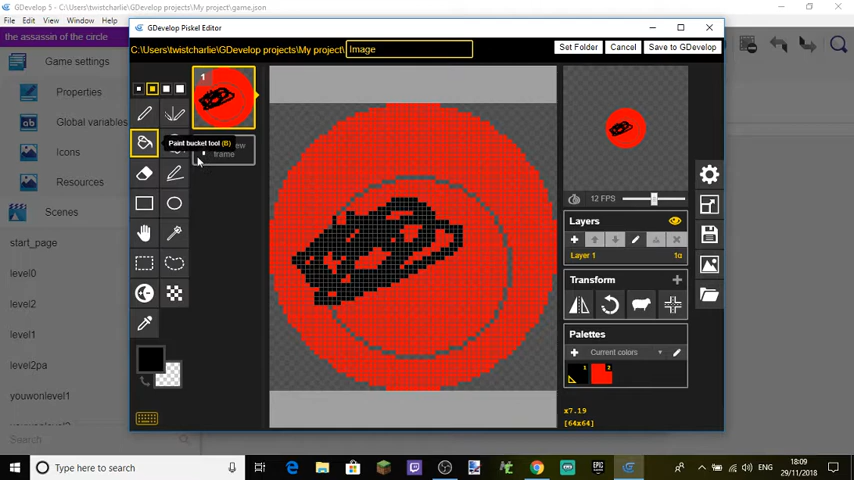 GDevelop 5 - C:\Users\twistcharlie\GDevelop projects\My project\game.json
File Edit View Window Help
the assassin of the circle
Game settings
Properties
Global variables
Icons
Resources
Scenes
start_page
level0
level2
level1
level2pa
youwonlevel1
Search
GDevelop Piskel Editor
C:\Users\twistcharlie\GDevelop projects\My project\
Image
Set Folder
Cancel
Save to GDevelop
1
Paint bucket tool (B)
frame
12 FPS
Layers
Layer 1
1α
Transform
Palettes
Current colors
1
2
x7.19
[64x64]
Type here to search
ENG
18:09
29/11/2018